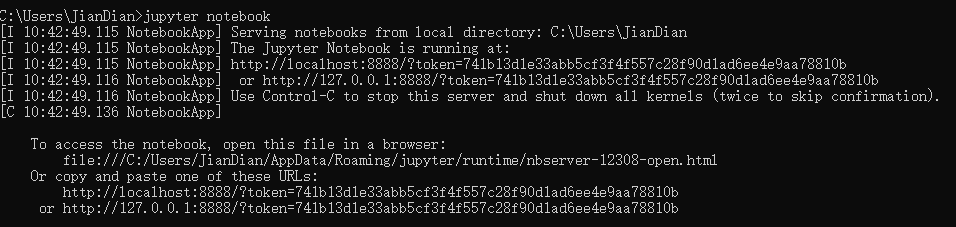 C:\Users\JianDian>jupyter notebook
[I 10:42:49.115 NotebookApp] Serving notebooks from local directory: C:\Users\JianDian
[I 10:42:49.115 NotebookApp] The Jupyter Notebook is running at:
[I 10:42:49.115 NotebookApp] http://localhost:8888/?token=741b13d1e33abb5cf3f4f557c28f90d1ad6ee4e9aa78810b
[I 10:42:49.116 NotebookApp]  or http://127.0.0.1:8888/?token=741b13d1e33abb5cf3f4f557c28f90d1ad6ee4e9aa78810b
[I 10:42:49.116 NotebookApp] Use Control-C to stop this server and shut down all kernels (twice to skip confirmation).
[C 10:42:49.136 NotebookApp]
To access the notebook, open this file in a browser:
file:///C:/Users/JianDian/AppData/Roaming/jupyter/runtime/nbserver-12308-open.html
Or copy and paste one of these URLs:
http://localhost:8888/?token=741b13d1e33abb5cf3f4f557c28f90d1ad6ee4e9aa78810b
or http://127.0.0.1:8888/?token=741b13d1e33abb5cf3f4f557c28f90d1ad6ee4e9aa78810b